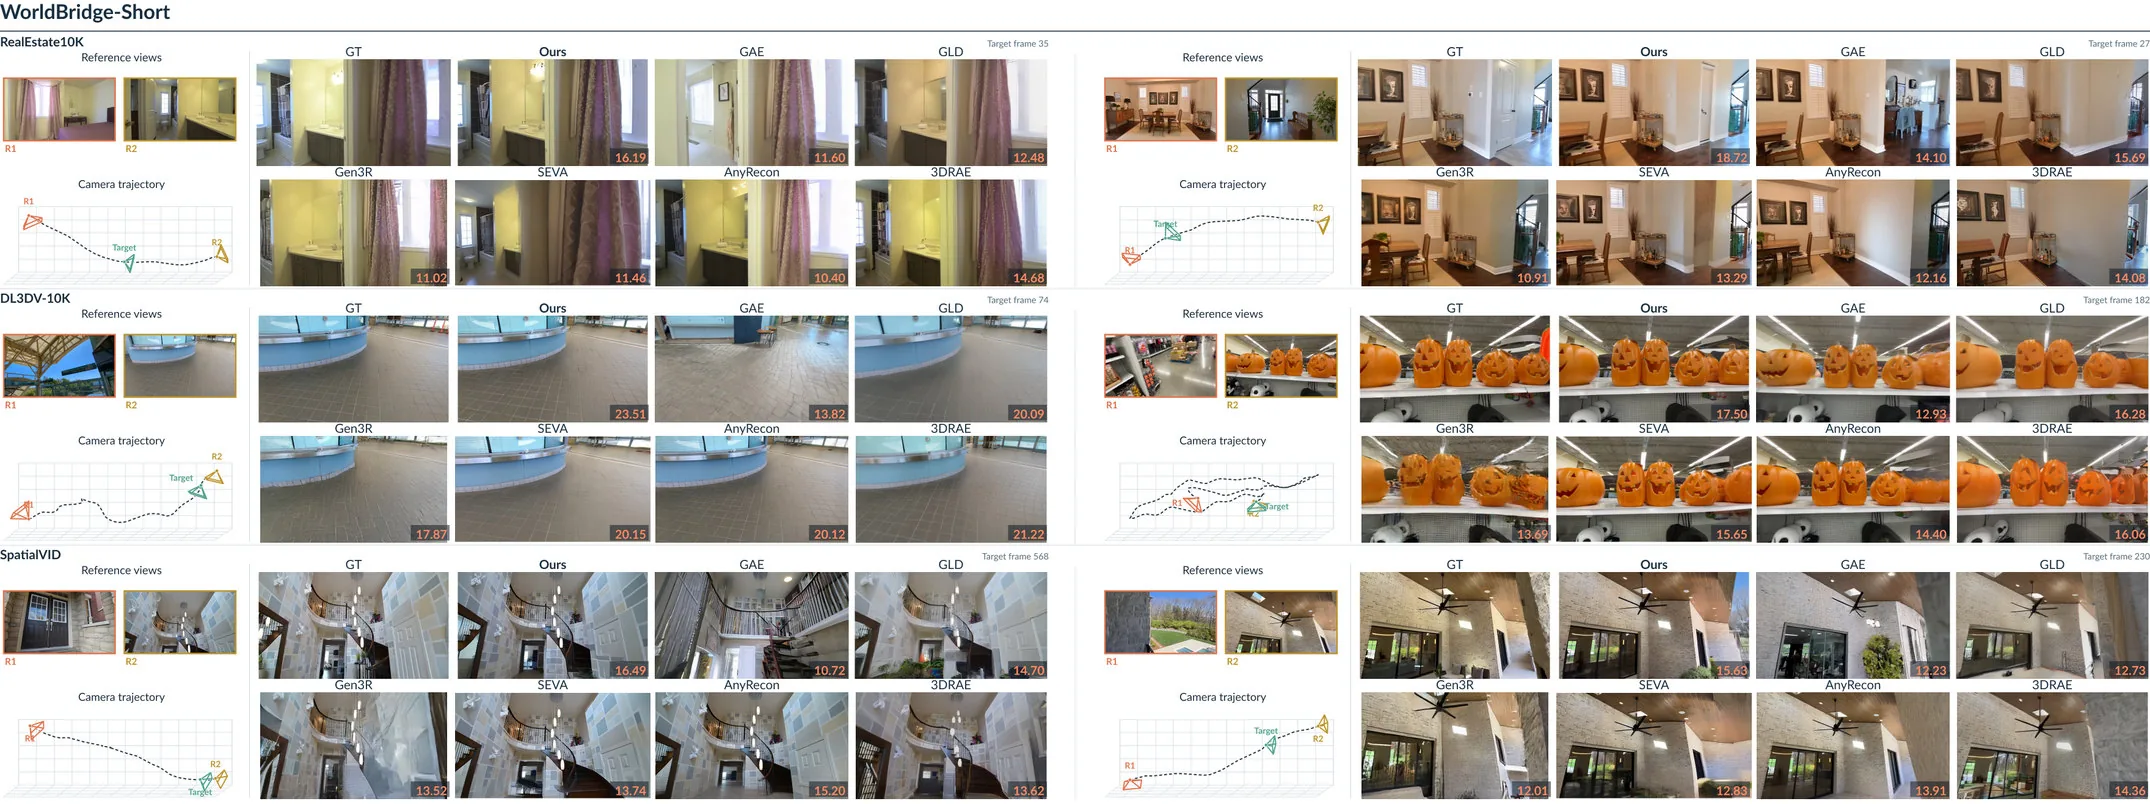 WorldBridge-Short
RealEstate10K
Target frame 35
Reference views
GT
Ours
GAE
GLD
R1
R2
16.19
11.60
12.48
Camera trajectory
R1
Target
R2
Gen3R
SEVA
AnyRecon
3DRAE
11.02
11.46
10.40
14.68
Target frame 27
Reference views
GT
Ours
GAE
GLD
R1
R2
18.72
14.10
15.69
Camera trajectory
R1
Target
R2
Gen3R
SEVA
AnyRecon
3DRAE
10.91
13.29
12.16
14.08
DL3DV-10K
Target frame 74
Reference views
GT
Ours
GAE
GLD
R1
R2
23.51
13.82
20.09
Camera trajectory
R1
Target
R2
Gen3R
SEVA
AnyRecon
3DRAE
17.87
20.15
20.12
21.22
Target frame 182
Reference views
GT
Ours
GAE
GLD
R1
R2
17.50
12.93
16.28
Camera trajectory
R1
Target
R2
Gen3R
SEVA
AnyRecon
3DRAE
13.69
15.65
14.40
16.06
SpatialVID
Target frame 568
Reference views
GT
Ours
GAE
GLD
R1
R2
16.49
10.72
14.70
Camera trajectory
R1
Target
R2
Gen3R
SEVA
AnyRecon
3DRAE
13.52
13.74
15.20
13.62
Target frame 230
Reference views
GT
Ours
GAE
GLD
R1
R2
15.63
12.23
12.73
Camera trajectory
R1
Target
R2
Gen3R
SEVA
AnyRecon
3DRAE
12.01
12.83
13.91
14.36